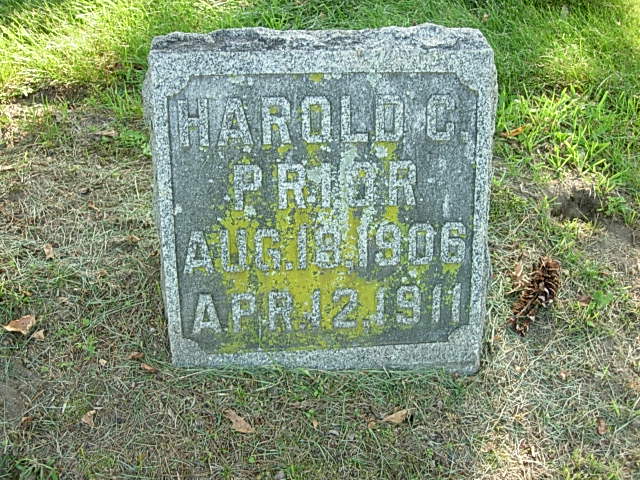 HAROLD C.
PRIOR
AUG. 18. 1906
APR. 12, 1911